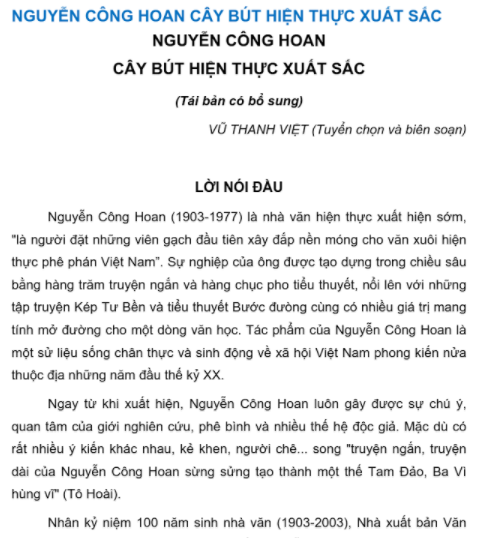 NGUYỄN CÔNG HOAN CÂY BÚT HIỆN THỰC XUẤT SẮC
NGUYỄN CÔNG HOAN
CÂY BÚT HIỆN THỰC XUẤT SẮC
(Tái bản có bổ sung)
VŨ THANH VIỆT (Tuyển chọn và biên soạn)
LỜI NÓI ĐẦU
Nguyễn Công Hoan (1903-1977) là nhà văn hiện thực xuất hiện sớm,
"là người đặt những viên gạch đầu tiên xây đắp nền móng cho văn xuôi hiện
thực phê phán Việt Nam". Sự nghiệp của ông được tạo dựng trong chiều sâu
bằng hàng trăm truyện ngắn và hàng chục pho tiểu thuyết, nổi lên với những
tập truyện Kép Tư Bền và tiểu thuyết Bước đường cùng có nhiều giá trị mang
tính mở đường cho một dòng văn học. Tác phẩm của Nguyễn Công Hoan là
một sử liệu sống chân thực và sinh động về xã hội Việt Nam phong kiến nửa
thuộc địa những năm đầu thế kỷ XX.
Ngay từ khi xuất hiện, Nguyễn Công Hoan luôn gây được sự chú ý,
quan tâm của giới nghiên cứu, phê bình và nhiều thế hệ độc giả. Mặc dù có
rất nhiều ý kiến khác nhau, kẻ khen, người chê... song "truyện ngắn, truyện
dài của Nguyễn Công Hoan sừng sửng tạo thành một thế Tam Đảo, Ba Vì
hùng vĩ" (Tô Hoài).
Nhân kỷ niệm 100 năm sinh nhà văn (1903-2003), Nhà xuất bản Văn